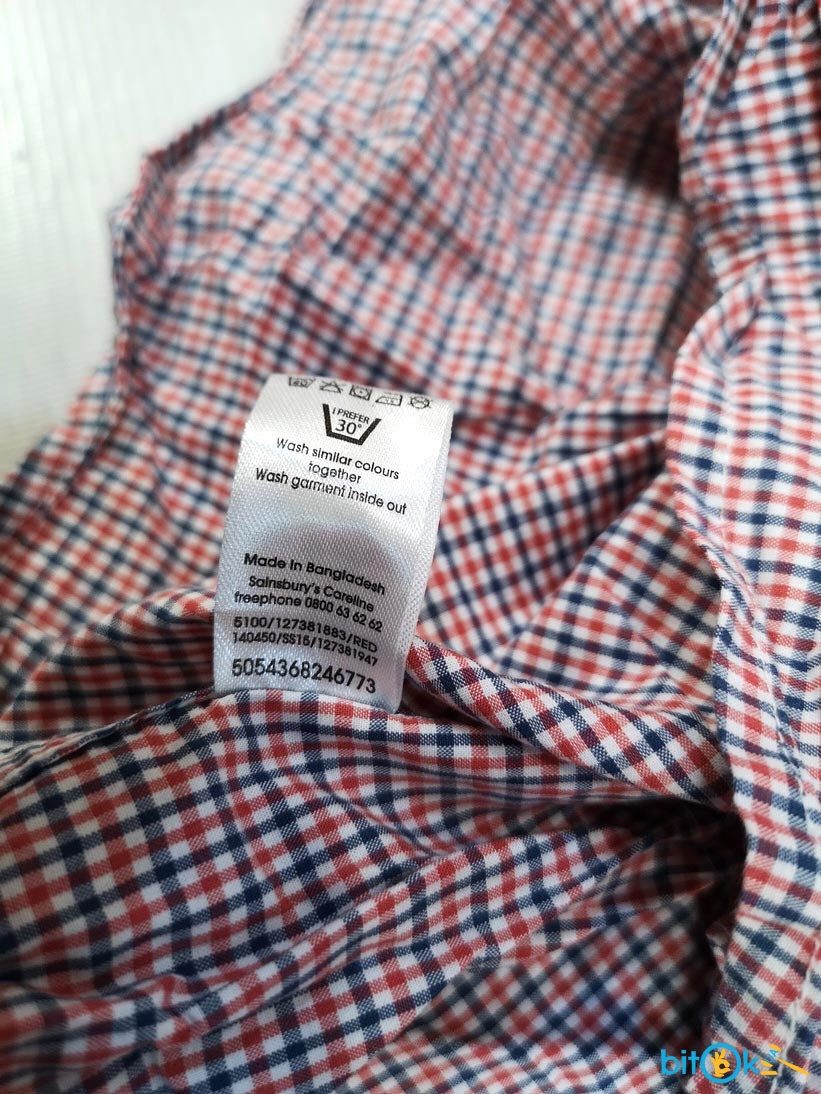 I PREFER
30°
Wash similar colours
together
Wash garment inside out
Made in Bangladesh
Sainsbury's Careline
freephone 0800 63 62 62
5100/127381883/RED
140450/SS15/127381947
5054368246773
bitOk